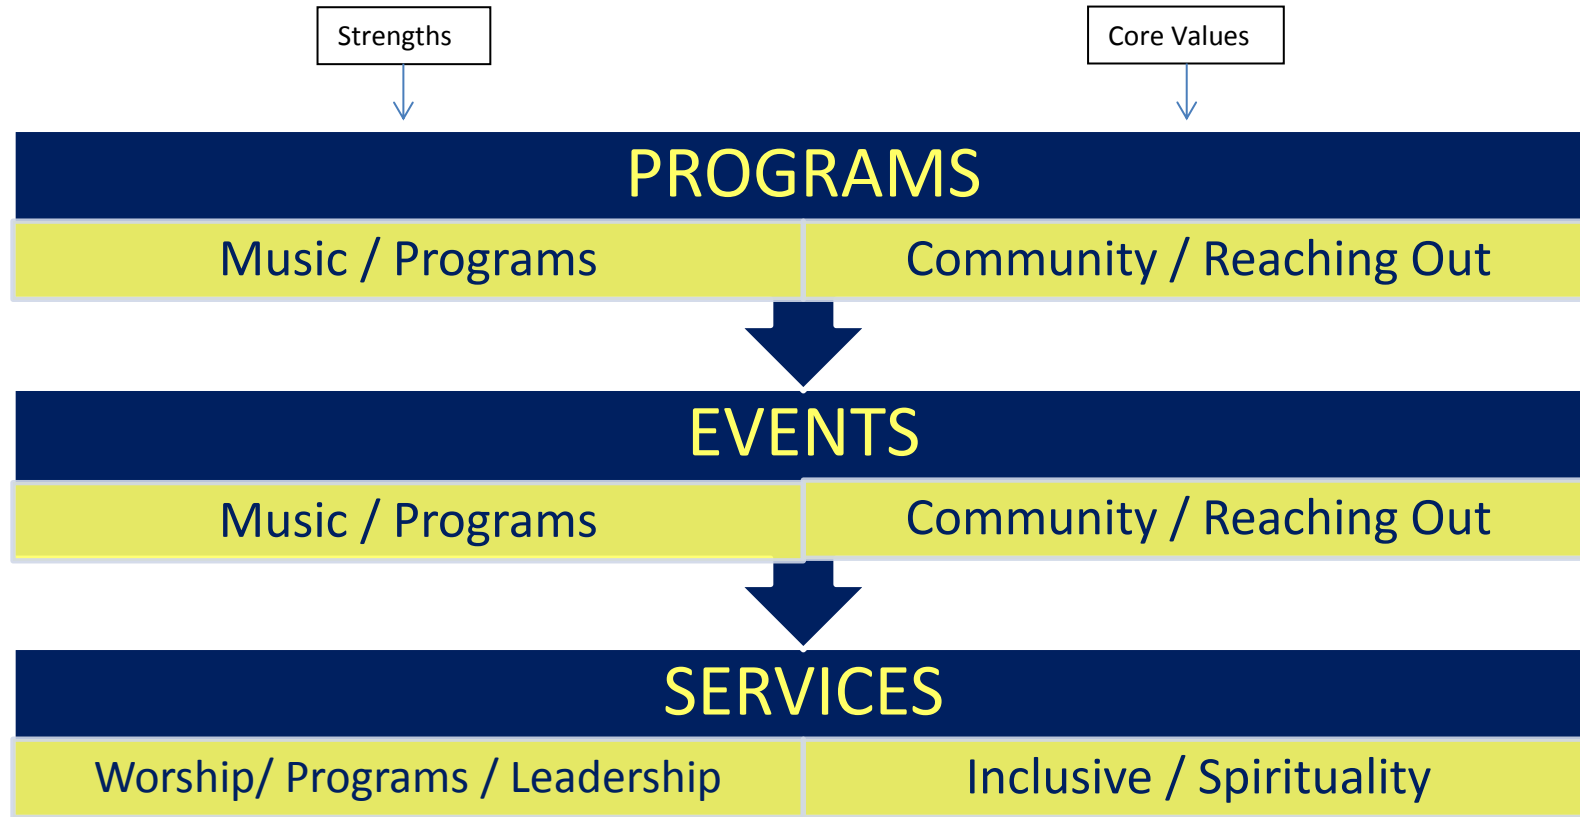 Strengths
Core Values
PROGRAMS
Music / Programs
Community / Reaching Out
EVENTS
Music / Programs
Community / Reaching Out
SERVICES
Worship/ Programs / Leadership
Inclusive / Spirituality